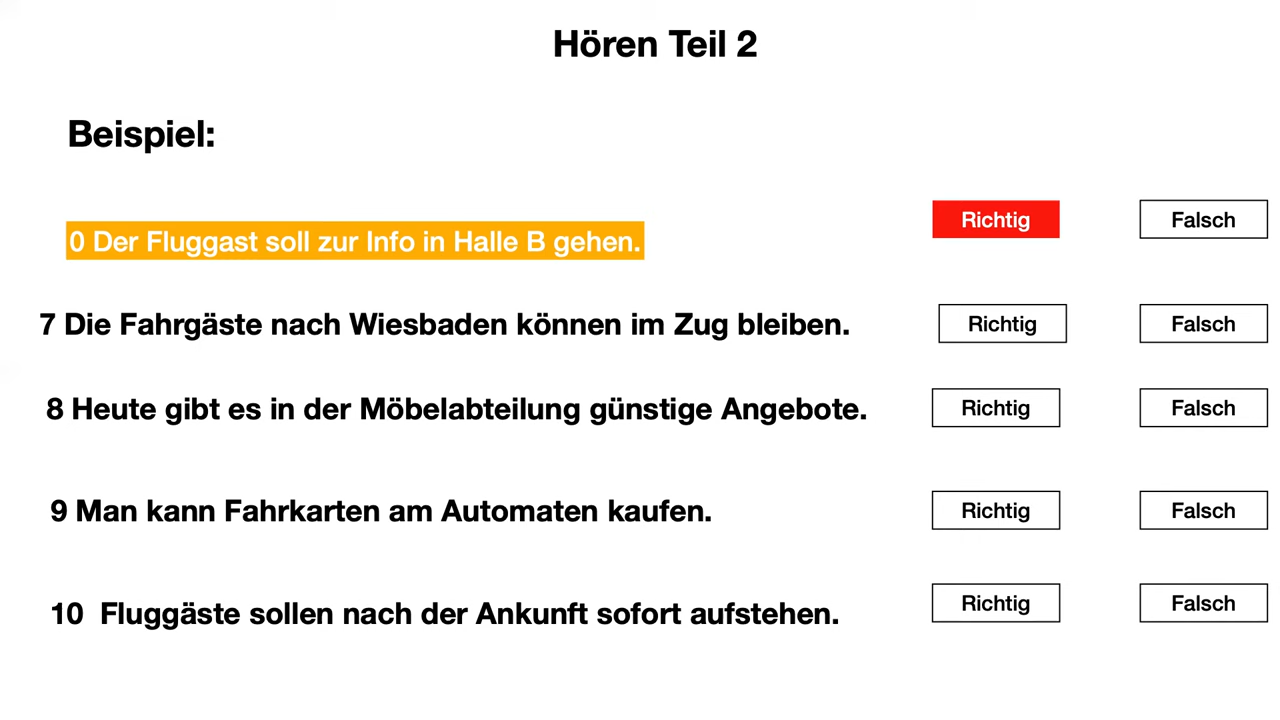 Hören Teil 2
Beispiel:
0 Der Fluggast soll zur Info in Halle B gehen. Richtig Falsch
7 Die Fahrgäste nach Wiesbaden können im Zug bleiben. Richtig Falsch
8 Heute gibt es in der Möbelabteilung günstige Angebote. Richtig Falsch
9 Man kann Fahrkarten am Automaten kaufen. Richtig Falsch
10 Fluggäste sollen nach der Ankunft sofort aufstehen. Richtig Falsch